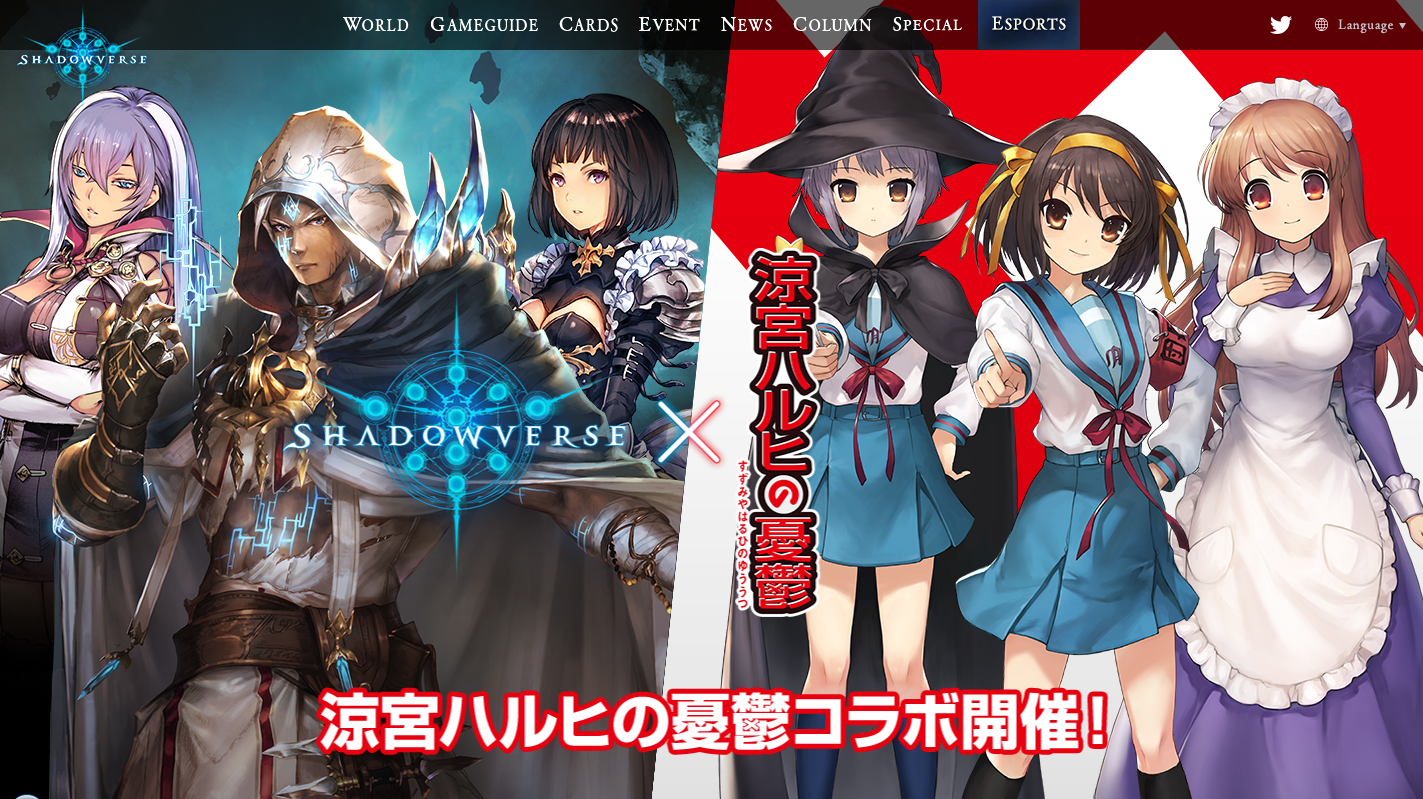 WORLD GAMEGUIDE CARDS EVENT NEWS COLUMN SPECIAL ESPORTS Language ▼
SHADOWVERSE
涼宮ハルヒの憂鬱
すずみやはるひのゆううつ
SHADOWVERSE ×
涼宮ハルヒの憂鬱コラボ開催!